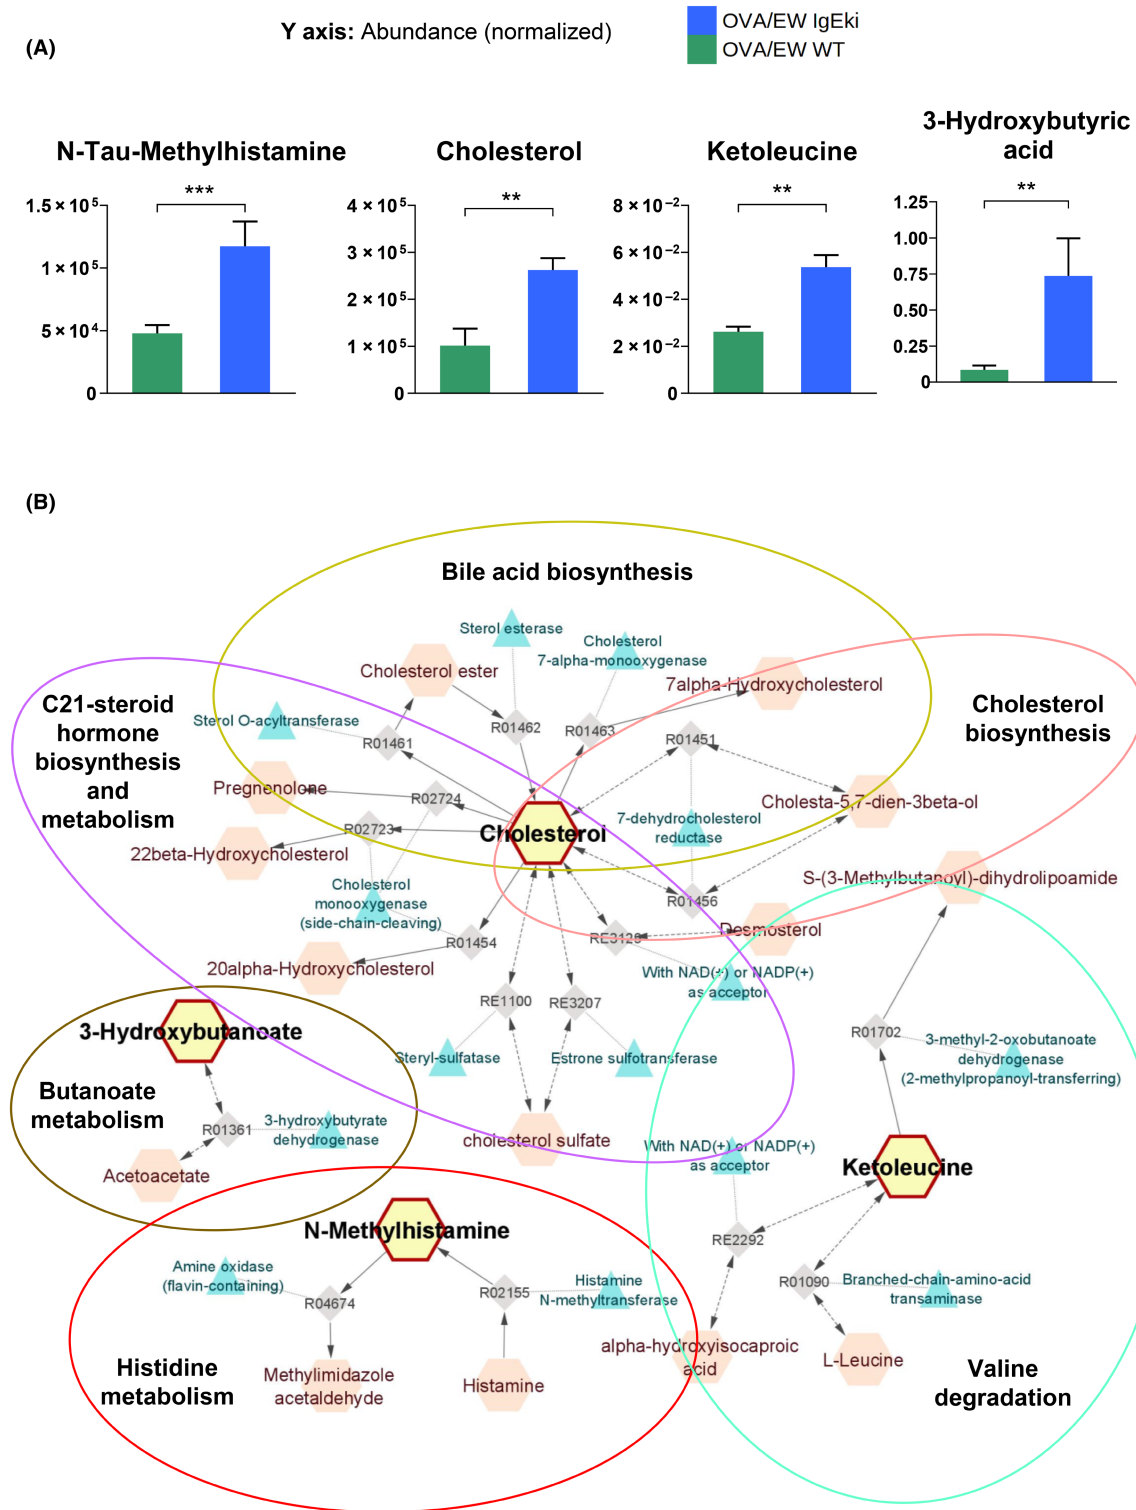 (A)
Y axis: Abundance (normalized)
OVA/EW IgEki
OVA/EW WT
N-Tau-Methylhistamine
Cholesterol
Ketoleucine
3-Hydroxybutyric
acid
***
1.5 × 10⁵
1 × 10⁵
5 × 10⁴
0
**
4 × 10⁵
3 × 10⁵
2 × 10⁵
1 × 10⁵
0
**
8 × 10⁻²
6 × 10⁻²
4 × 10⁻²
2 × 10⁻²
0
**
1.25
1.00
0.75
0.50
0.25
0
(B)
Bile acid biosynthesis
Sterol esterase
Cholesterol
7-alpha-monooxygenase
Cholesterol ester
7alpha-Hydroxycholesterol
C21-steroid
hormone
biosynthesis
and
metabolism
Cholesterol
biosynthesis
Sterol O-acyltransferase
R01461
R01462
R01463
R01451
Pregnenolone
R02724
Cholesta-5,7-dien-3beta-ol
R02723
Cholesterol
7-dehydrocholesterol
reductase
22beta-Hydroxycholesterol
S-(3-Methylbutanoyl)-dihydrolipoamide
Cholesterol
monooxygenase
(side-chain-cleaving)
R01456
R01454
Desmosterol
20alpha-Hydroxycholesterol
With NAD(+) or NADP(+)
as acceptor
RE1100
RE3207
3-Hydroxybutanoate
R01702
3-methyl-2-oxobutanoate
dehydrogenase
(2-methylpropanoyl-transferring)
Steryl-sulfatase
Estrone sulfotransferase
Butanoate
metabolism
R01361
3-hydroxybutyrate
dehydrogenase
cholesterol sulfate
With NAD(+) or NADP(+)
as acceptor
Ketoleucine
Acetoacetate
N-Methylhistamine
RE2292
Amine oxidase
(flavin-containing)
R04674
R02155
Histamine
N-methyltransferase
R01090
Branched-chain-amino-acid
transaminase
alpha-hydroxyisocaproic
acid
L-Leucine
Histidine
metabolism
Methylimidazole
acetaldehyde
Histamine
Valine
degradation